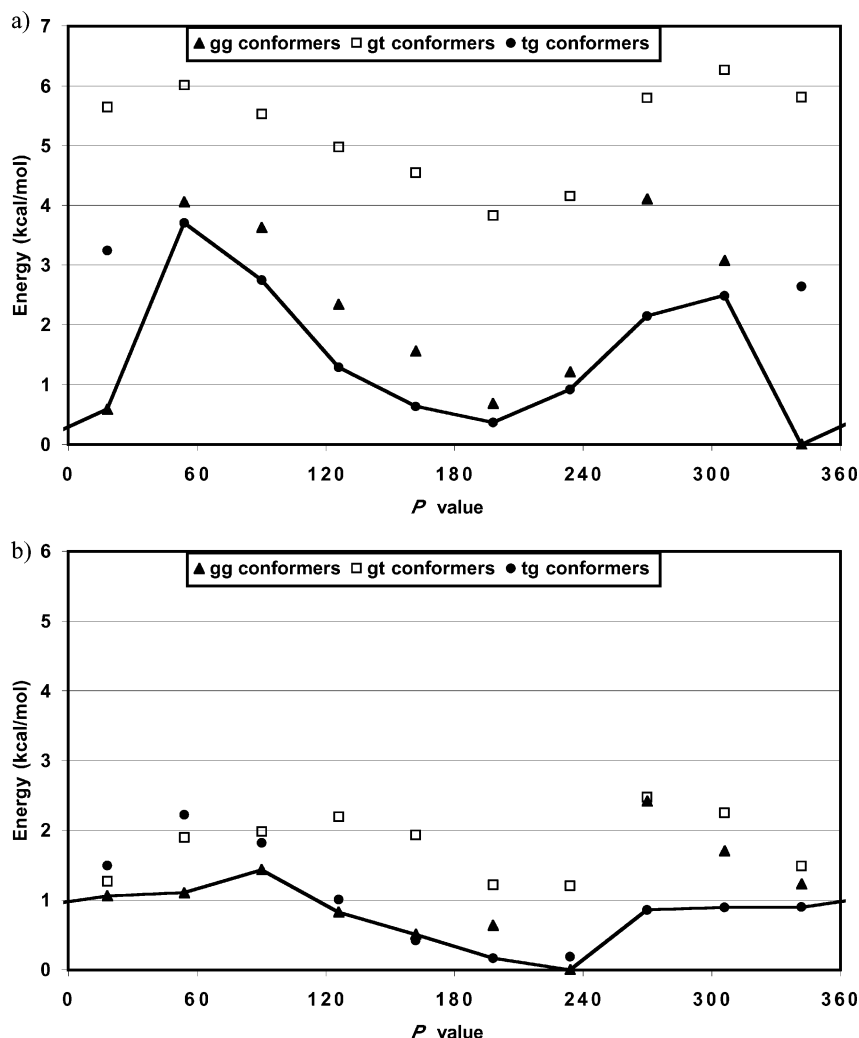 a)
7
6
5
4
3
2
1
0
Energy (kcal/mol)
▲ gg conformers □ gt conformers ● tg conformers
0 60 120 180 240 300 360
P value
b)
6
5
4
3
2
1
0
Energy (kcal/mol)
▲ gg conformers □ gt conformers ● tg conformers
0 60 120 180 240 300 360
P value